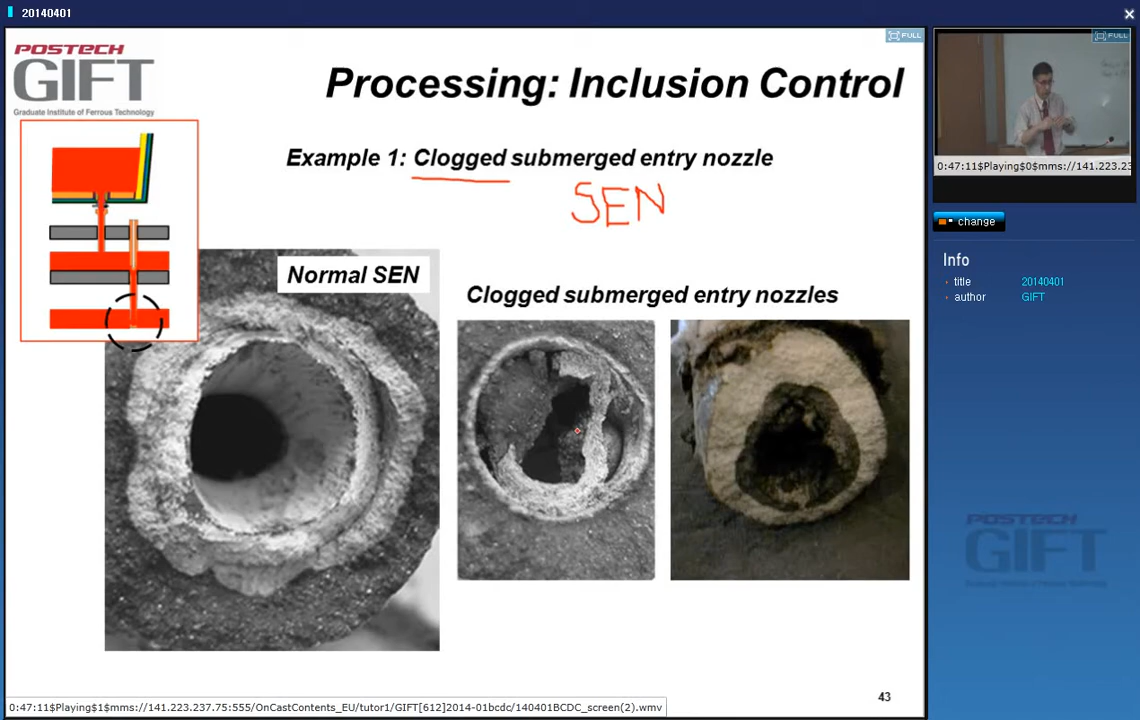 20140401
FULL
POSTECH
GIFT
Graduate Institute of Ferrous Technology
Processing: Inclusion Control
Example 1: Clogged submerged entry nozzle
SEN
Normal SEN
Clogged submerged entry nozzles
43
0:47:11$Playing$1$mms://141.223.237.75:555/OnCastContents_EU/tutor1/GIFT[612]2014-01bcdc/140401BCDC_screen(2).wmv
FULL
0:47:11$Playing$0$mms://141.223.23
change
Info
title 20140401
author GIFT
POSTECH
GIFT